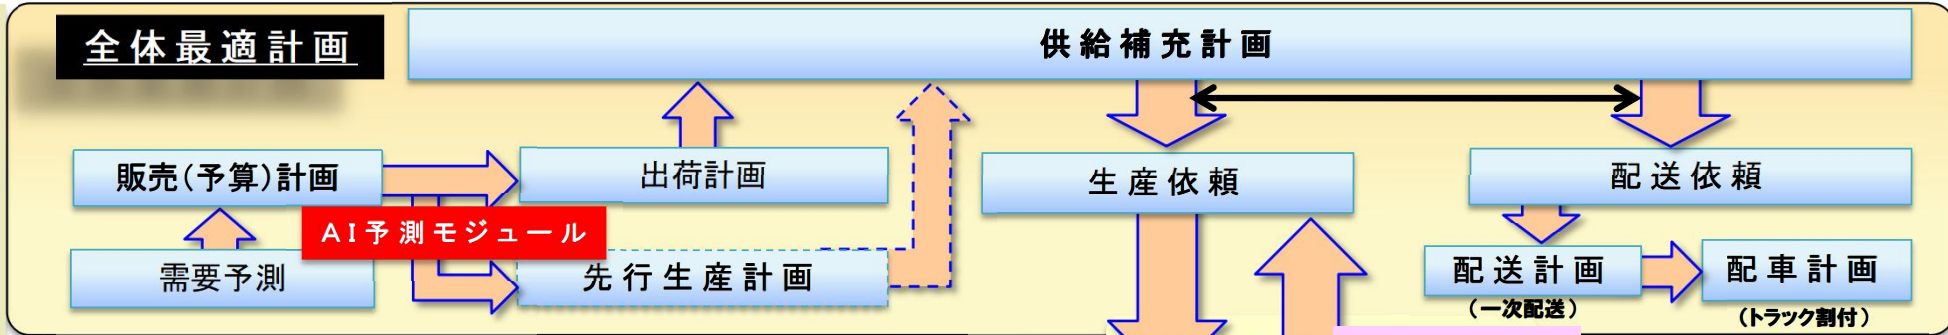 全体最適計画
供給補充計画
販売(予算)計画
出荷計画
生産依頼
配送依頼
AI予測モジュール
需要予測
先行生産計画
配送計画
(一次配送)
配車計画
(トラック割付)